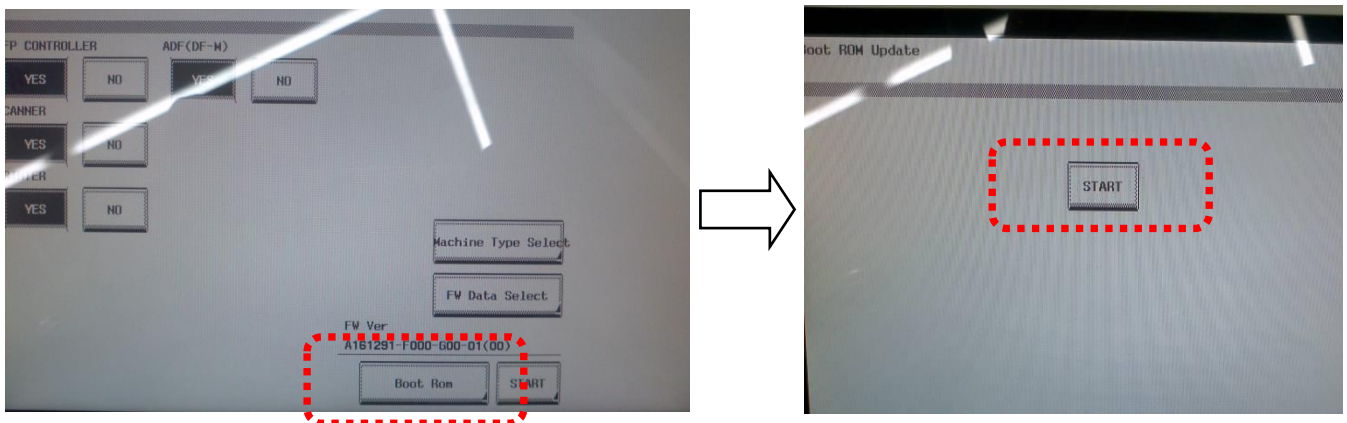 FP CONTROLLER
ADF(DF-M)
YES
NO
YES
NO
CANNER
YES
NO
YES
NO
Machine Type Select
FW Data Select
FW Ver
A161291-F000-G00-01(00)
Boot Rom
START
Boot ROM Update
START